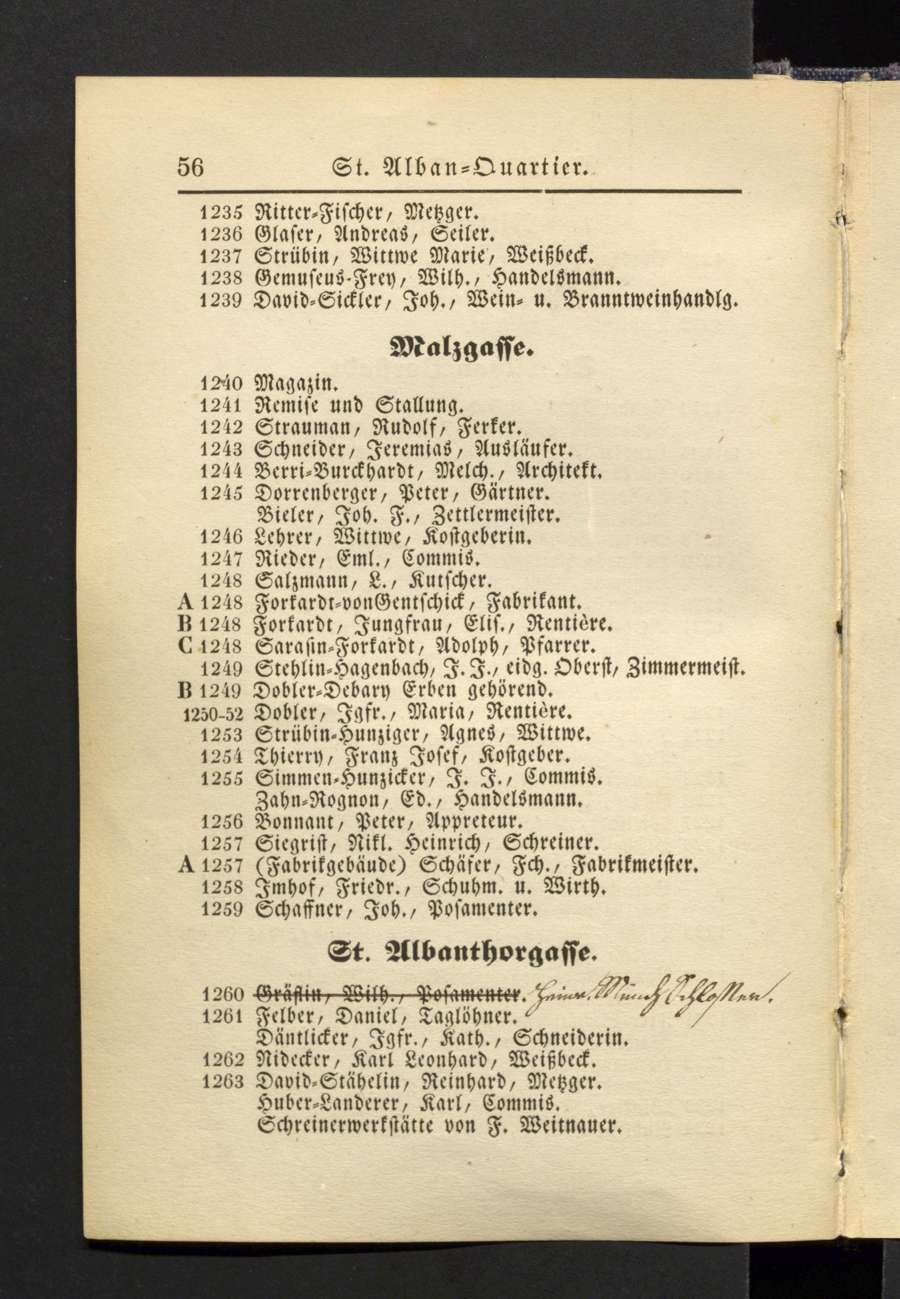 56 St. Alban-Quartier.
1235 Ritter-Fischer, Metzger.
1236 Glaser, Andreas, Seiler.
1237 Strübin, Wittwe Marie, Weißbeck.
1238 Gemuseus-Frey, Wilh., Handelsmann.
1239 David-Sickler, Joh., Wein- u. Branntweinhandlg.
Malzgasse.
1240 Magazin.
1241 Remise und Stallung.
1242 Strauman, Rudolf, Ferker.
1243 Schneider, Jeremias, Ausläufer.
1244 Berri-Burckhardt, Melch., Architekt.
1245 Dorrenberger, Peter, Gärtner.
Bieler, Joh. F., Zettlermeister.
1246 Lehrer, Wittwe, Kostgeberin.
1247 Rieder, Eml., Commis.
1248 Salzmann, L., Kutscher.
A 1248 Forkardt-vonGentschick, Fabrikant.
B 1248 Forkardt, Jungfrau, Elis., Rentière.
C 1248 Sarasin-Forkardt, Adolph, Pfarrer.
1249 Stehlin-Hagenbach, J. J., eidg. Oberst, Zimmermeist.
B 1249 Dobler-Debary Erben gehörend.
1250-52 Dobler, Jgfr., Maria, Rentière.
1253 Strübin-Hunziger, Agnes, Wittwe.
1254 Thierry, Franz Josef, Kostgeber.
1255 Simmen-Hunzicker, J. J., Commis.
Zahn-Rognon, Ed., Handelsmann.
1256 Bonnant, Peter, Appreteur.
1257 Siegrist, Nikl. Heinrich, Schreiner.
A 1257 (Fabrikgebäude) Schäfer, Fch., Fabrikmeister.
1258 Imhof, Friedr., Schuhm. u. Wirth.
1259 Schaffner, Joh., Posamenter.
St. Albanthorgasse.
1260 Gräflin, Wilh., Posamenter. Heinr. Münch Schlosser.
1261 Felber, Daniel, Taglöhner.
Däntlicker, Jgfr., Kath., Schneiderin.
1262 Nidecker, Karl Leonhard, Weißbeck.
1263 David-Stähelin, Reinhard, Metzger.
Huber-Landerer, Karl, Commis.
Schreinerwerkstätte von F. Weitnauer.